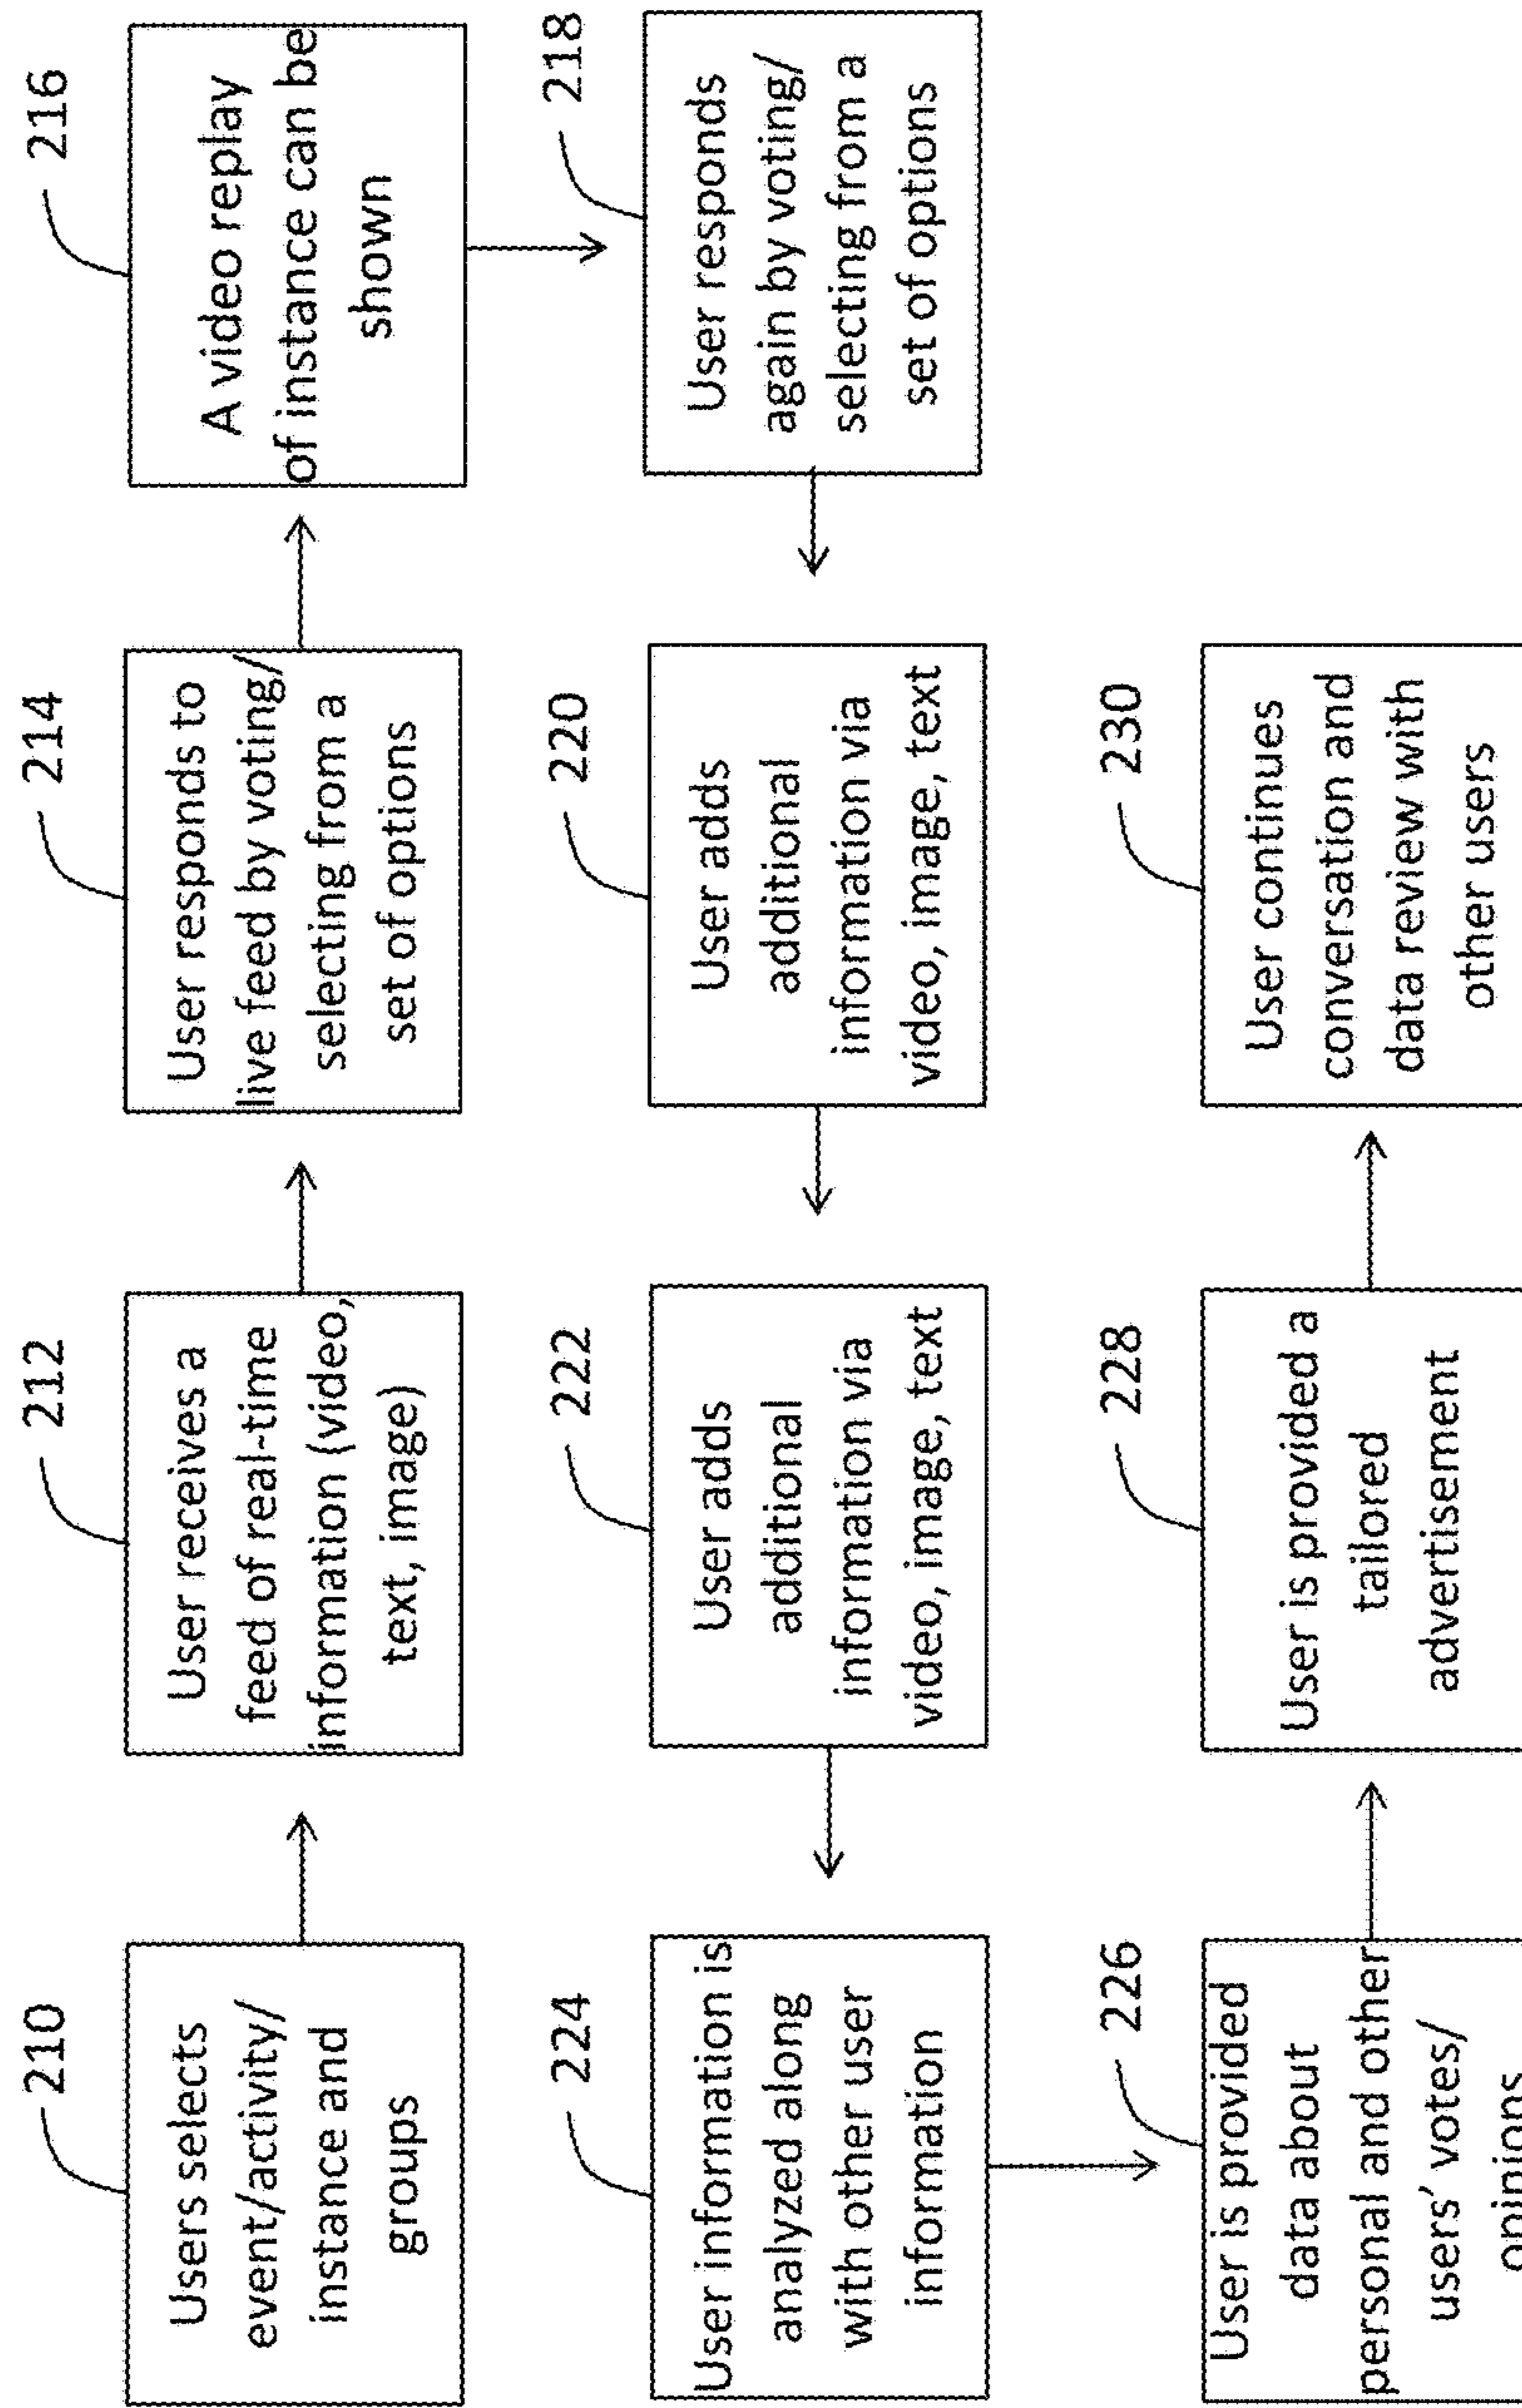 210
Users selects
event/activity/
instance and
groups
212
User receives a
feed of real-time
information (video,
text, image)
214
User responds to
live feed by voting/
selecting from a
set of options
216
A video replay
of instance can be
shown
218
User responds
again by voting/
selecting from a
set of options
220
User adds
additional
information via
video, image, text
222
User adds
additional
information via
video, image, text
224
User information is
analyzed along
with other user
information
226
User is provided
data about
personal and other
users' votes/
opinions
228
User is provided a
tailored
advertisement
230
User continues
conversation and
data review with
other users